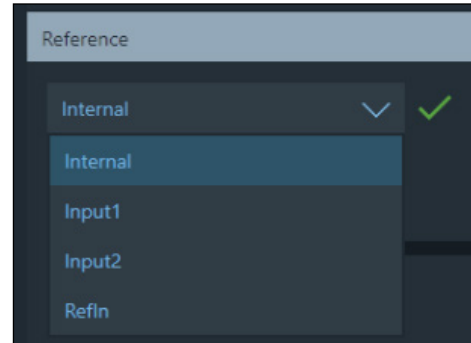 Reference
Internal
Internal
Input1
Input2
RefIn